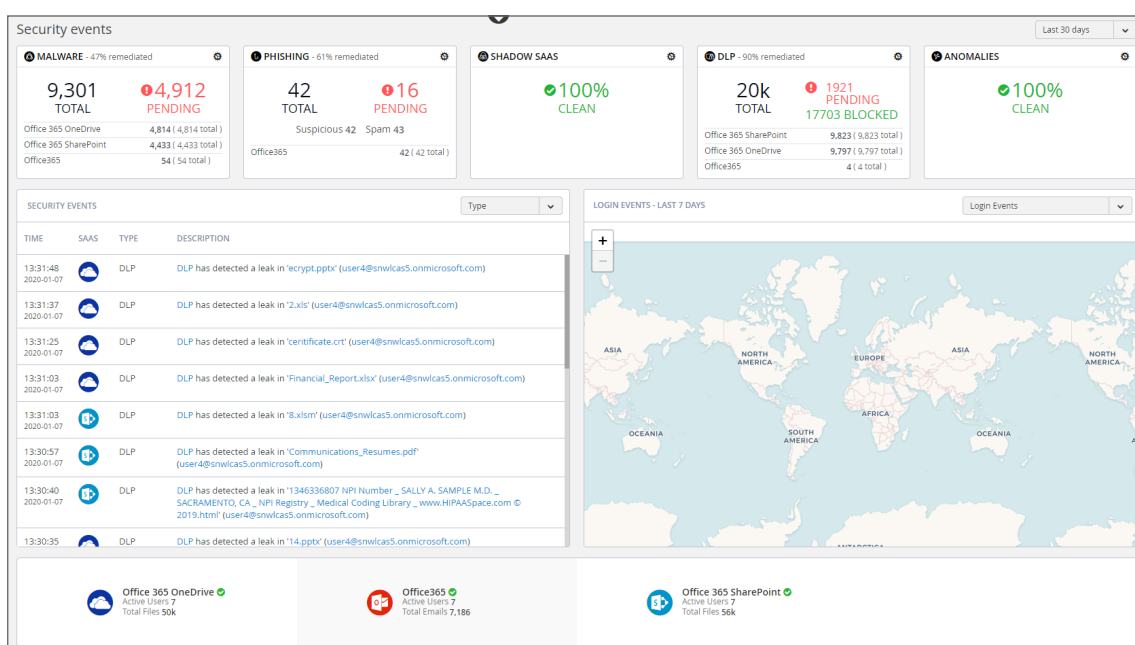 Security events
Last 30 days
MALWARE - 47% remediated
9,301
TOTAL
4,912
PENDING
Office 365 OneDrive 4,814 ( 4,814 total )
Office 365 SharePoint 4,433 ( 4,433 total )
Office365 54 ( 54 total )
PHISHING - 61% remediated
42
TOTAL
16
PENDING
Suspicious 42 Spam 43
Office365 42 ( 42 total )
SHADOW SAAS
100%
CLEAN
DLP - 90% remediated
20k
TOTAL
1921
PENDING
17703 BLOCKED
Office 365 SharePoint 9,823 ( 9,823 total )
Office 365 OneDrive 9,797 ( 9,797 total )
Office365 4 ( 4 total )
ANOMALIES
100%
CLEAN
SECURITY EVENTS
Type
TIME SAAS TYPE DESCRIPTION
13:31:48 DLP DLP has detected a leak in 'ecrypt.pptx' (user4@snwlcas5.onmicrosoft.com)
2020-01-07
13:31:37 DLP DLP has detected a leak in '2.xls' (user4@snwlcas5.onmicrosoft.com)
2020-01-07
13:31:25 DLP DLP has detected a leak in 'ceritificate.crt' (user4@snwlcas5.onmicrosoft.com)
2020-01-07
13:31:03 DLP DLP has detected a leak in 'Financial_Report.xlsx' (user4@snwlcas5.onmicrosoft.com)
2020-01-07
13:31:03 DLP DLP has detected a leak in '8.xlsm' (user4@snwlcas5.onmicrosoft.com)
2020-01-07
13:30:57 DLP DLP has detected a leak in 'Communications_Resumes.pdf'
2020-01-07 (user4@snwlcas5.onmicrosoft.com)
13:30:40 DLP DLP has detected a leak in '1346336807 NPI Number _ SALLY A. SAMPLE M.D. _
2020-01-07 SACRAMENTO, CA _ NPI Registry _ Medical Coding Library _ www.HIPAASpace.com ©
2019.html' (user4@snwlcas5.onmicrosoft.com)
13:30:35 DLP DLP has detected a leak in '14.pptx' (user4@snwlcas5.onmicrosoft.com)
LOGIN EVENTS - LAST 7 DAYS
Login Events
+
−
ASIA
NORTH
AMERICA
EUROPE
ASIA
NORTH
AMERICA
AFRICA
OCEANIA
SOUTH
AMERICA
OCEANIA
ANTARCTICA
Office 365 OneDrive
Active Users 7
Total Files 50k
Office365
Active Users 7
Total Emails 7,186
Office 365 SharePoint
Active Users 7
Total Files 56k